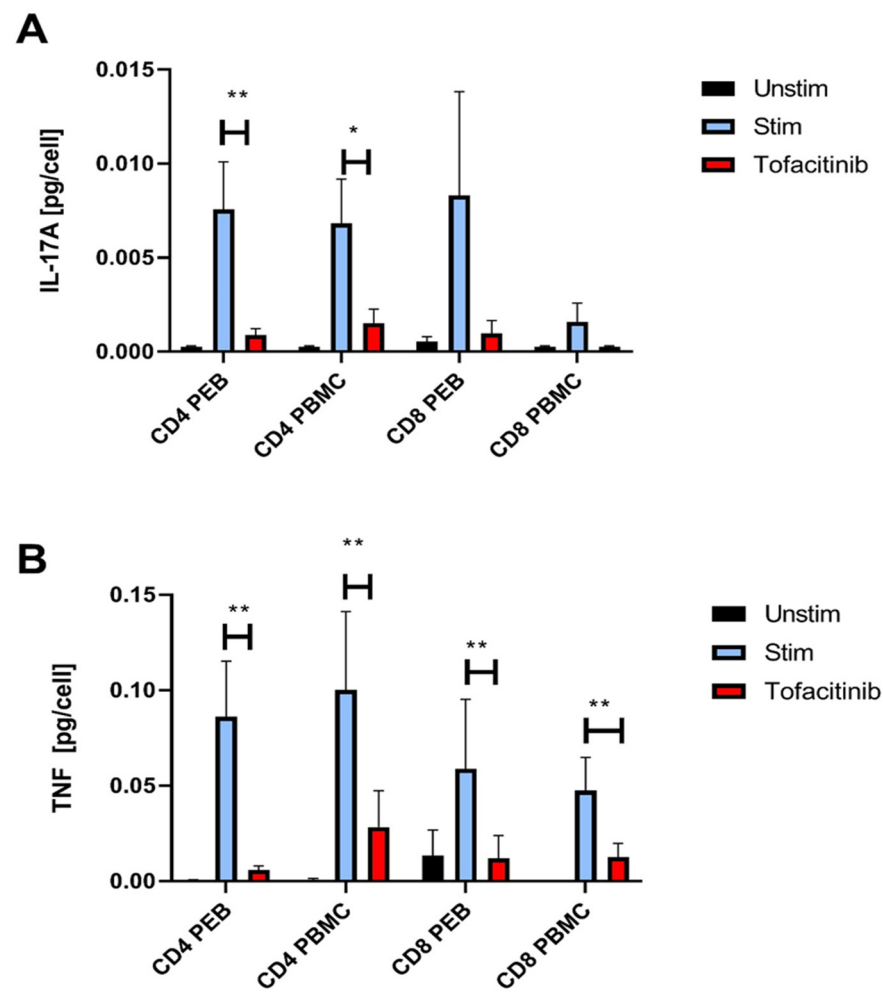 A
IL-17A [pg/cell]
0.015
0.010
0.005
0.000
**
*
CD4 PEB
CD4 PBMC
CD8 PEB
CD8 PBMC
Unstim
Stim
Tofacitinib
B
TNF [pg/cell]
0.15
0.10
0.05
0.00
**
**
**
**
CD4 PEB
CD4 PBMC
CD8 PEB
CD8 PBMC
Unstim
Stim
Tofacitinib